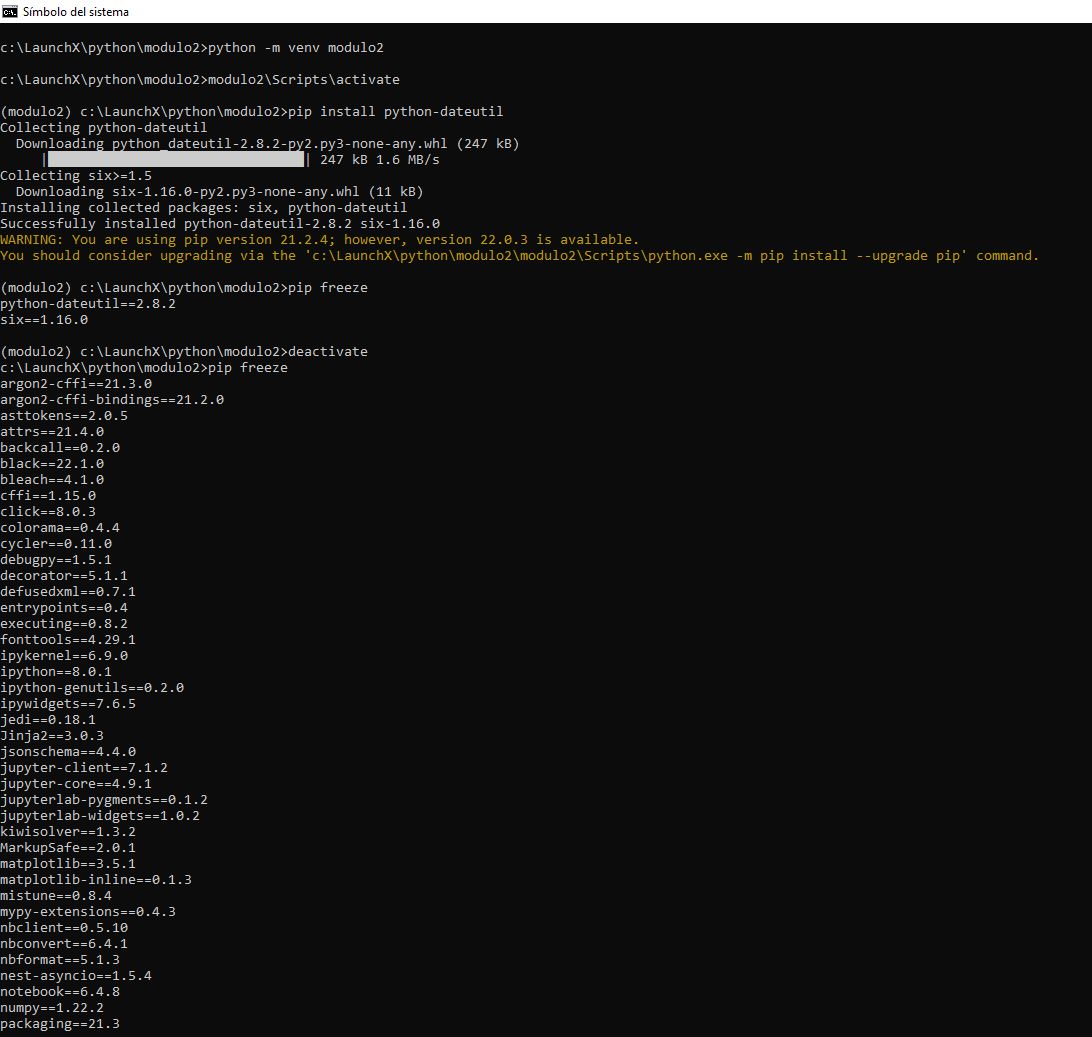 Símbolo del sistema
c:\LaunchX\python\modulo2>python -m venv modulo2
c:\LaunchX\python\modulo2>modulo2\Scripts\activate
(modulo2) c:\LaunchX\python\modulo2>pip install python-dateutil
Collecting python-dateutil
  Downloading python_dateutil-2.8.2-py2.py3-none-any.whl (247 kB)
     |████████████████████████████████| 247 kB 1.6 MB/s
Collecting six>=1.5
  Downloading six-1.16.0-py2.py3-none-any.whl (11 kB)
Installing collected packages: six, python-dateutil
Successfully installed python-dateutil-2.8.2 six-1.16.0
WARNING: You are using pip version 21.2.4; however, version 22.0.3 is available.
You should consider upgrading via the 'c:\LaunchX\python\modulo2\modulo2\Scripts\python.exe -m pip install --upgrade pip' command.
(modulo2) c:\LaunchX\python\modulo2>pip freeze
python-dateutil==2.8.2
six==1.16.0
(modulo2) c:\LaunchX\python\modulo2>deactivate
c:\LaunchX\python\modulo2>pip freeze
argon2-cffi==21.3.0
argon2-cffi-bindings==21.2.0
asttokens==2.0.5
attrs==21.4.0
backcall==0.2.0
black==22.1.0
bleach==4.1.0
cffi==1.15.0
click==8.0.3
colorama==0.4.4
cycler==0.11.0
debugpy==1.5.1
decorator==5.1.1
defusedxml==0.7.1
entrypoints==0.4
executing==0.8.2
fonttools==4.29.1
ipykernel==6.9.0
ipython==8.0.1
ipython-genutils==0.2.0
ipywidgets==7.6.5
jedi==0.18.1
Jinja2==3.0.3
jsonschema==4.4.0
jupyter-client==7.1.2
jupyter-core==4.9.1
jupyterlab-pygments==0.1.2
jupyterlab-widgets==1.0.2
kiwisolver==1.3.2
MarkupSafe==2.0.1
matplotlib==3.5.1
matplotlib-inline==0.1.3
mistune==0.8.4
mypy-extensions==0.4.3
nbclient==0.5.10
nbconvert==6.4.1
nbformat==5.1.3
nest-asyncio==1.5.4
notebook==6.4.8
numpy==1.22.2
packaging==21.3